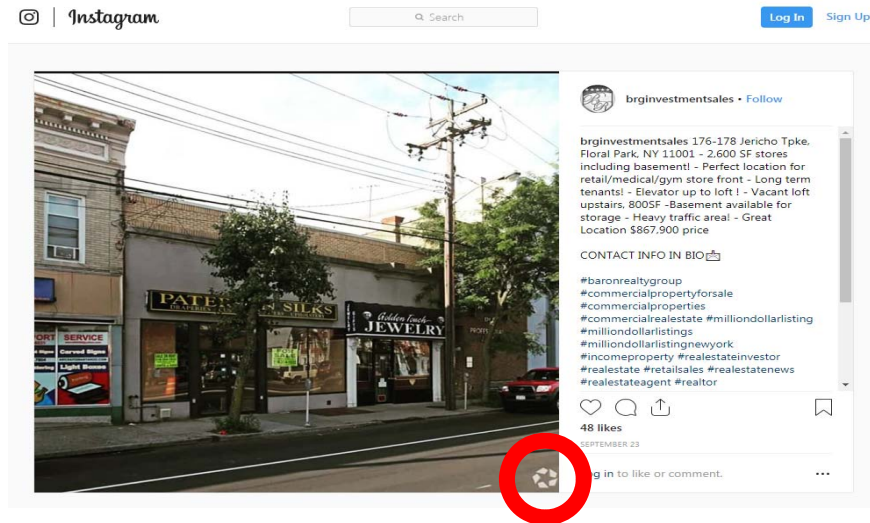 Instagram
Search
Log In
Sign Up
brginvestmentsales • Follow
brginvestmentsales 176-178 Jericho Tpke,
Floral Park, NY 11001 - 2,600 SF stores
including basement! - Perfect location for
retail/medical/gym store front - Long term
tenants! - Elevator up to loft ! - Vacant loft
upstairs, 800SF -Basement available for
storage - Heavy traffic area! - Great
Location $867,900 price
CONTACT INFO IN BIO
#baronrealtygroup
#commercialpropertyforsale
#commercialproperties
#commercialrealestate #milliondollarlisting
#milliondollarlistings
#milliondollarlistingnewyork
#incomeproperty #realestateinvestor
#realestate #retailsales #realestatenews
#realestateagent #realtor
48 likes
SEPTEMBER 23
in to like or comment.
SILKS
Golden Touch
JEWELRY
SERVICE
Carved Signs
Light Boxes